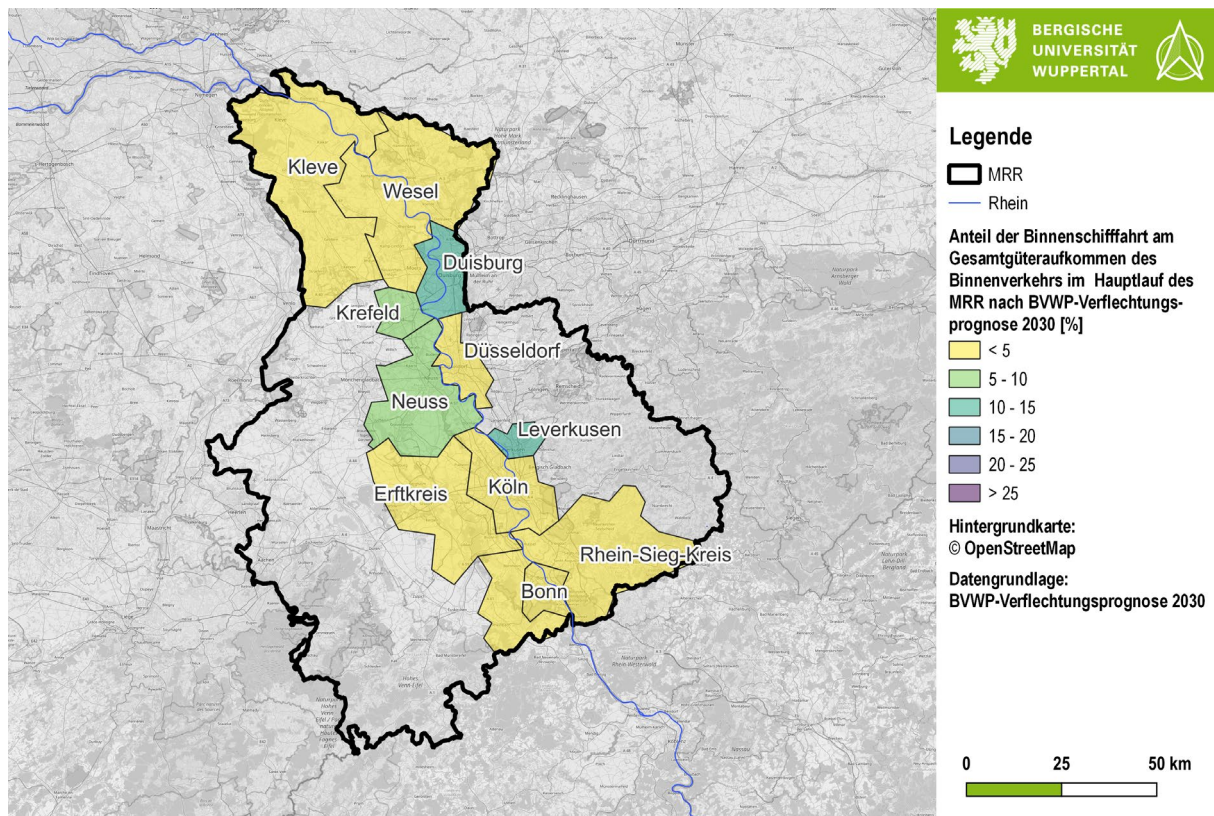 BERGISCHE
UNIVERSITÄT
WUPPERTAL
Legende
MRR
Rhein
Anteil der Binnenschifffahrt am
Gesamtgüteraufkommen des
Binnenverkehrs im Hauptlauf des
MRR nach BVWP-Verflechtungs-
prognose 2030 [%]
< 5
5 - 10
10 - 15
15 - 20
20 - 25
> 25
Hintergrundkarte:
© OpenStreetMap
Datengrundlage:
BVWP-Verflechtungsprognose 2030
0 25 50 km
Kleve
Wesel
Duisburg
Krefeld
Düsseldorf
Neuss
Leverkusen
Erftkreis
Köln
Rhein-Sieg-Kreis
Bonn